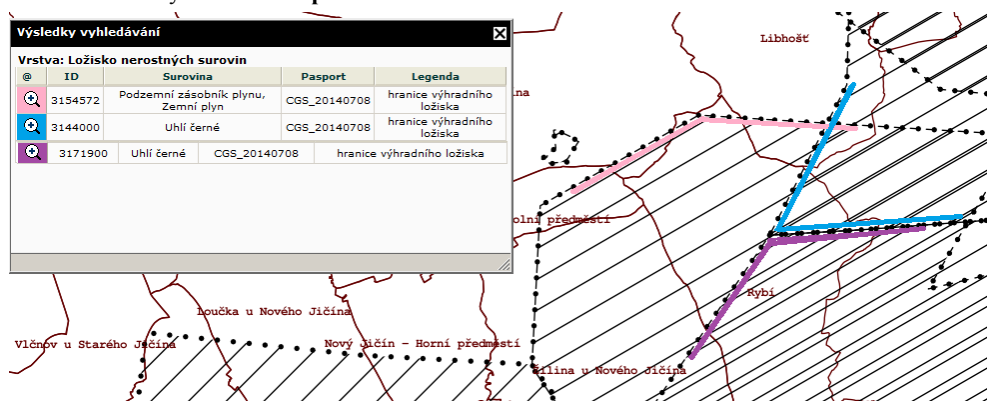 Výsledky vyhledávání
Vrstva: Ložisko nerostných surovin
@ ID Surovina Pasport Legenda
3154572 Podzemní zásobník plynu, Zemní plyn CGS_20140708 hranice výhradního ložiska
3144000 Uhlí černé CGS_20140708 hranice výhradního ložiska
3171900 Uhlí černé CGS_20140708 hranice výhradního ložiska
Libhošť
na
olní předměstí
Rybí
Loučka u Nového Jičína
Vlčnov u Starého Jičína
Nový Jičín - Horní předměstí
Žilina u Nového Jičína